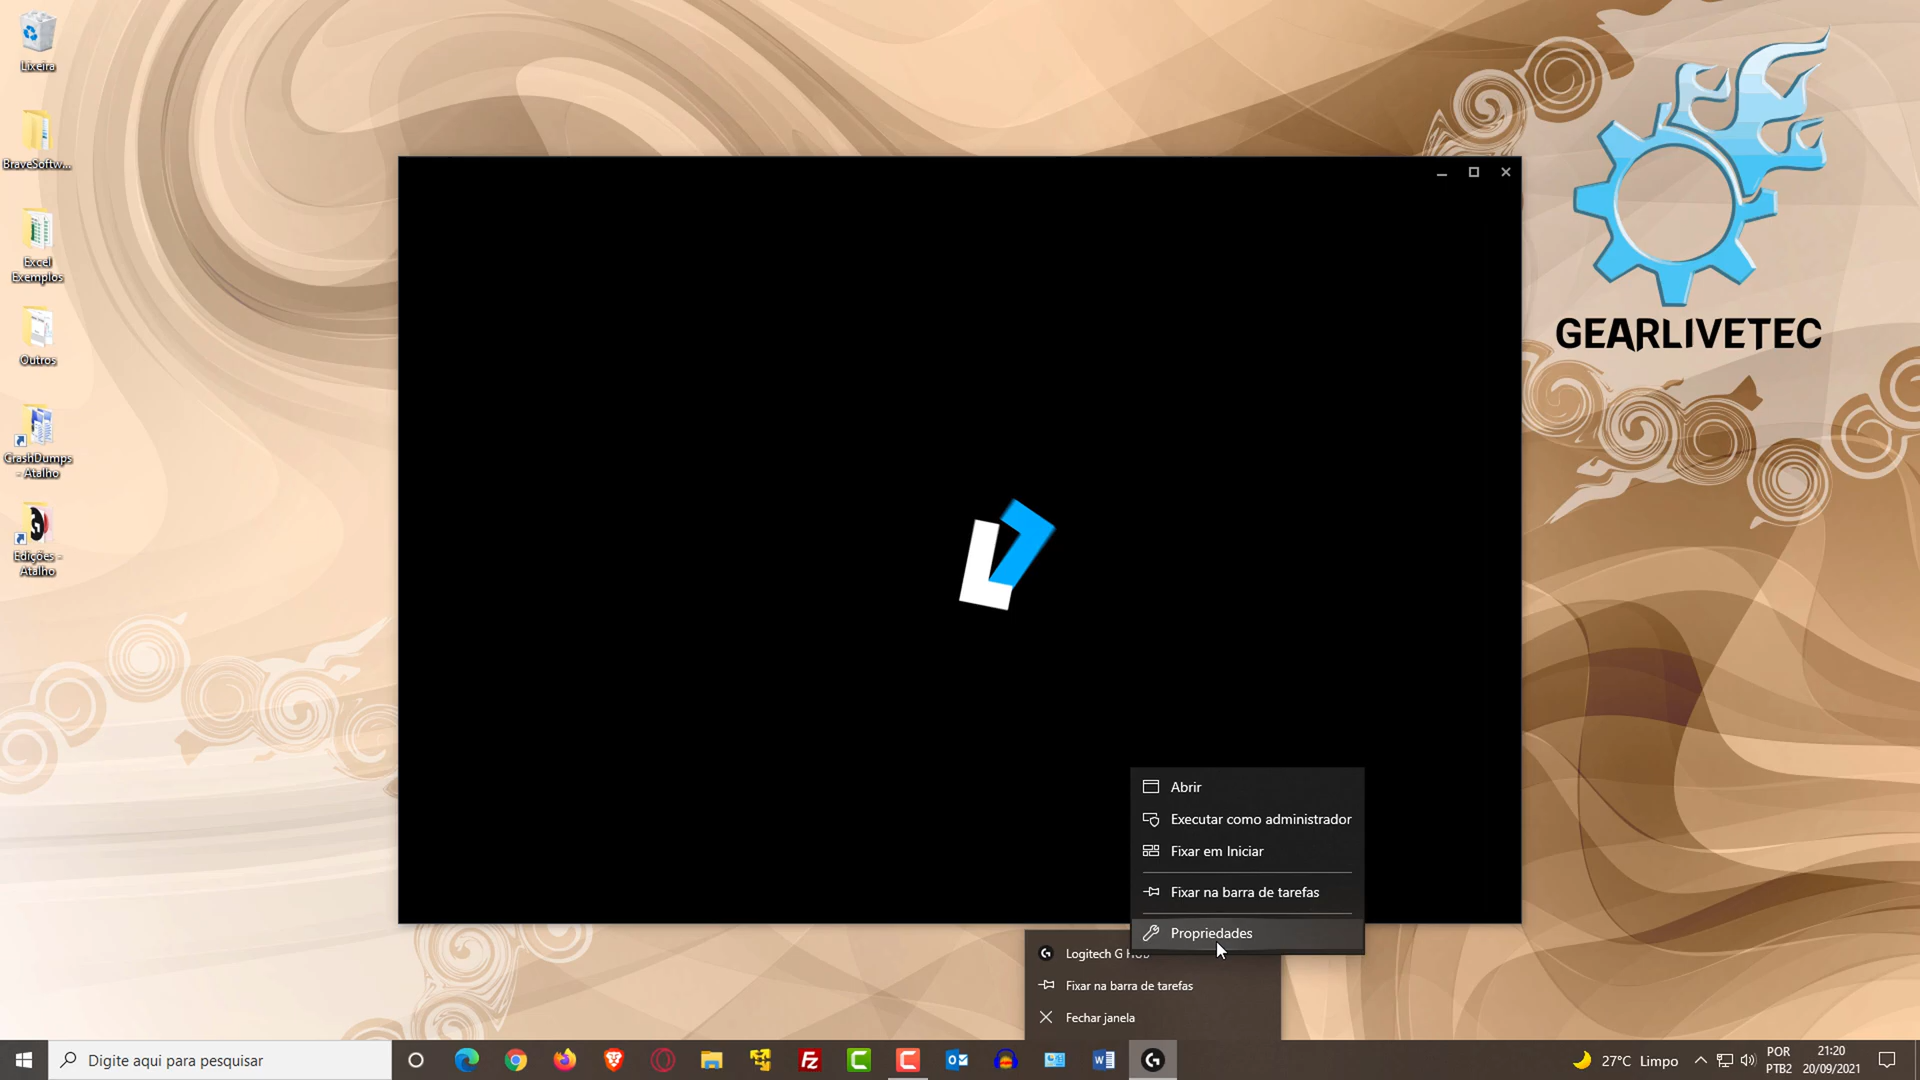 Lixeira
BraveSoftw...
Excel
Exemplos
Outros
CrashDumps
- Atalho
Edições -
Atalho
GEARLIVETEC
Abrir
Executar como administrador
Fixar em Iniciar
Fixar na barra de tarefas
Propriedades
Logitech G HUB
Fixar na barra de tarefas
Fechar janela
Digite aqui para pesquisar
27°C Limpo
POR
PTB2
21:20
20/09/2021